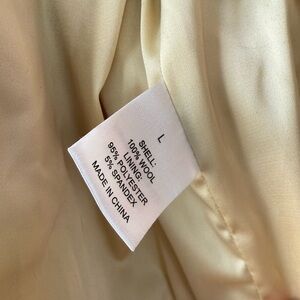 L
SHELL:
100% WOOL
LINING:
95% POLYESTER
5% SPANDEX
MADE IN CHINA